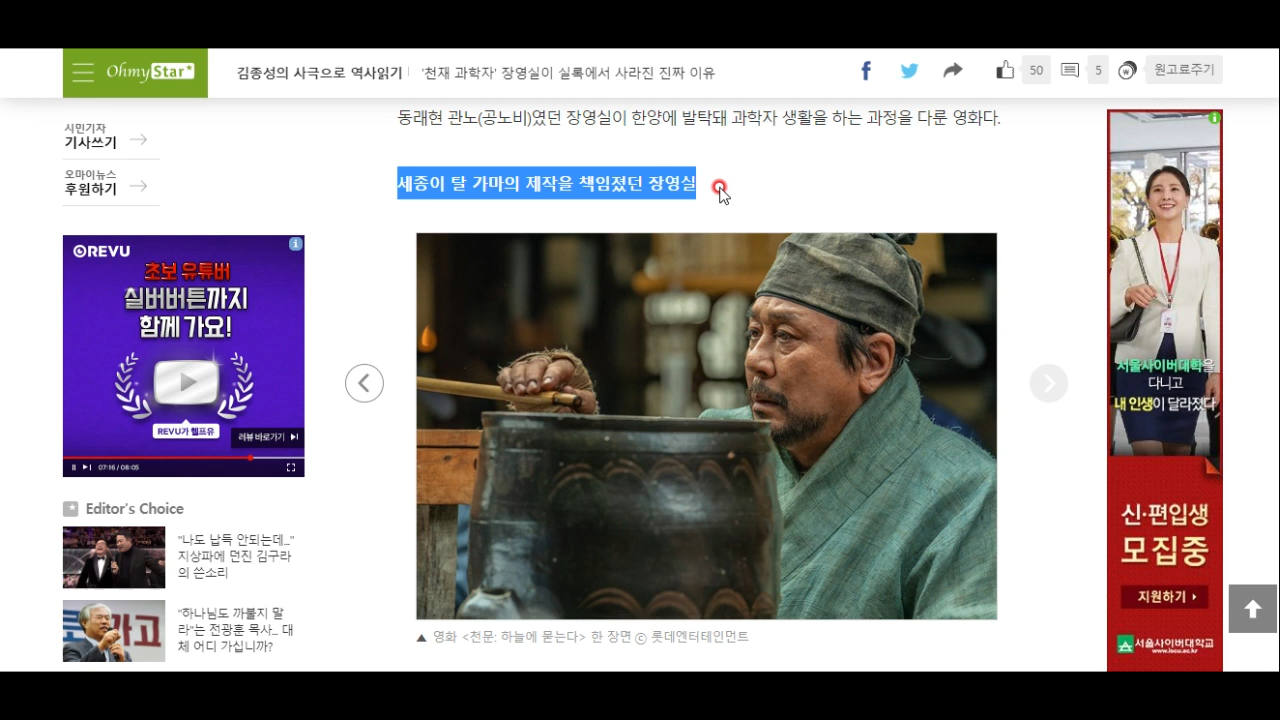 OhmyStar*
김종성의 사극으로 역사읽기 | '천재 과학자' 장영실이 실록에서 사라진 진짜 이유
50
5
원고료주기
시민기자
기사쓰기
오마이뉴스
후원하기
동래현 관노(공노비)였던 장영실이 한양에 발탁돼 과학자 생활을 하는 과정을 다룬 영화다.
세종이 탈 가마의 제작을 책임졌던 장영실
REVU
초보 유튜버
실버버튼까지
함께 가요!
REVU가 헬프유
리뷰 바로가기
07:16 / 08:05
Editor's Choice
"나도 납득 안되는데..."
지상파에 던진 김구라
의 쓴소리
"하나님도 까불지 말
라"는 전광훈 목사... 대
체 어디 가십니까?
▲ 영화 <천문: 하늘에 묻는다> 한 장면 ⓒ 롯데엔터테인먼트
서울사이버대학을
다니고
내 인생이 달라졌다
신·편입생
모집중
지원하기
서울사이버대학교
www.iscu.ac.kr